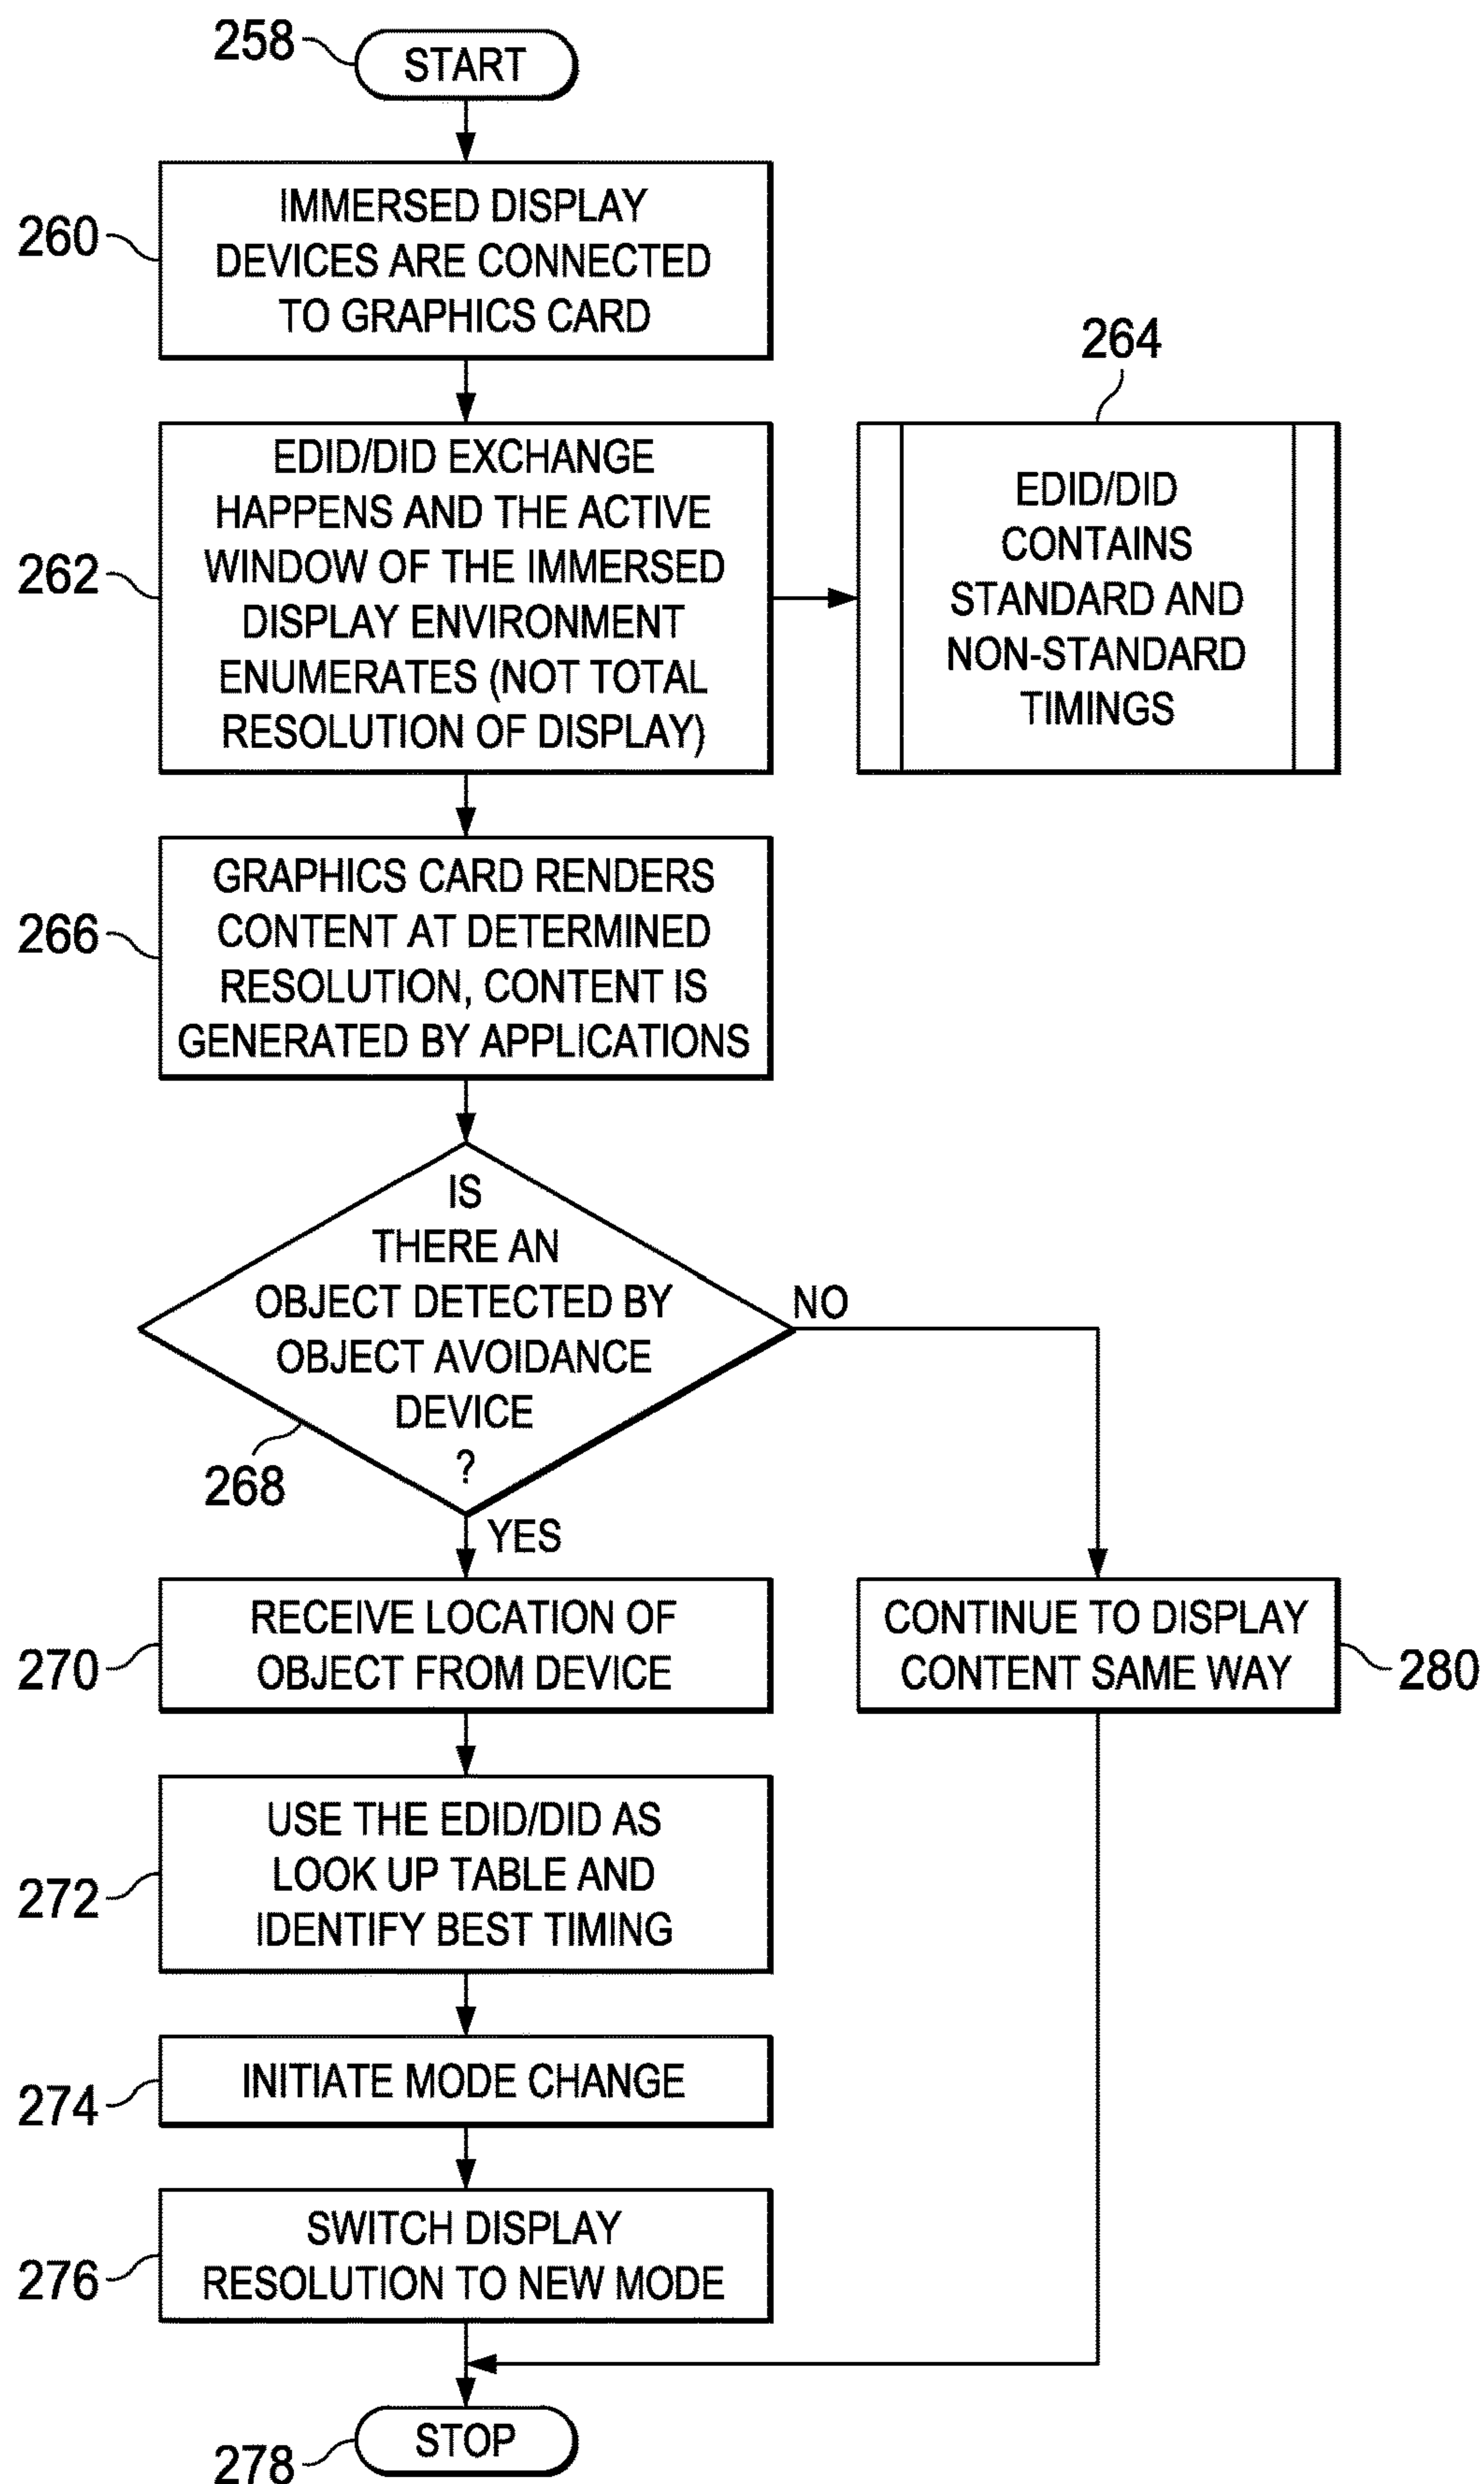 258
START
260
IMMERSED DISPLAY
DEVICES ARE CONNECTED
TO GRAPHICS CARD
262
EDID/DID EXCHANGE
HAPPENS AND THE ACTIVE
WINDOW OF THE IMMERSED
DISPLAY ENVIRONMENT
ENUMERATES (NOT TOTAL
RESOLUTION OF DISPLAY)
264
EDID/DID
CONTAINS
STANDARD AND
NON-STANDARD
TIMINGS
266
GRAPHICS CARD RENDERS
CONTENT AT DETERMINED
RESOLUTION, CONTENT IS
GENERATED BY APPLICATIONS
IS
THERE AN
OBJECT DETECTED BY
OBJECT AVOIDANCE
DEVICE
?
268
NO
YES
270
RECEIVE LOCATION OF
OBJECT FROM DEVICE
CONTINUE TO DISPLAY
CONTENT SAME WAY
280
272
USE THE EDID/DID AS
LOOK UP TABLE AND
IDENTIFY BEST TIMING
274
INITIATE MODE CHANGE
276
SWITCH DISPLAY
RESOLUTION TO NEW MODE
278
STOP